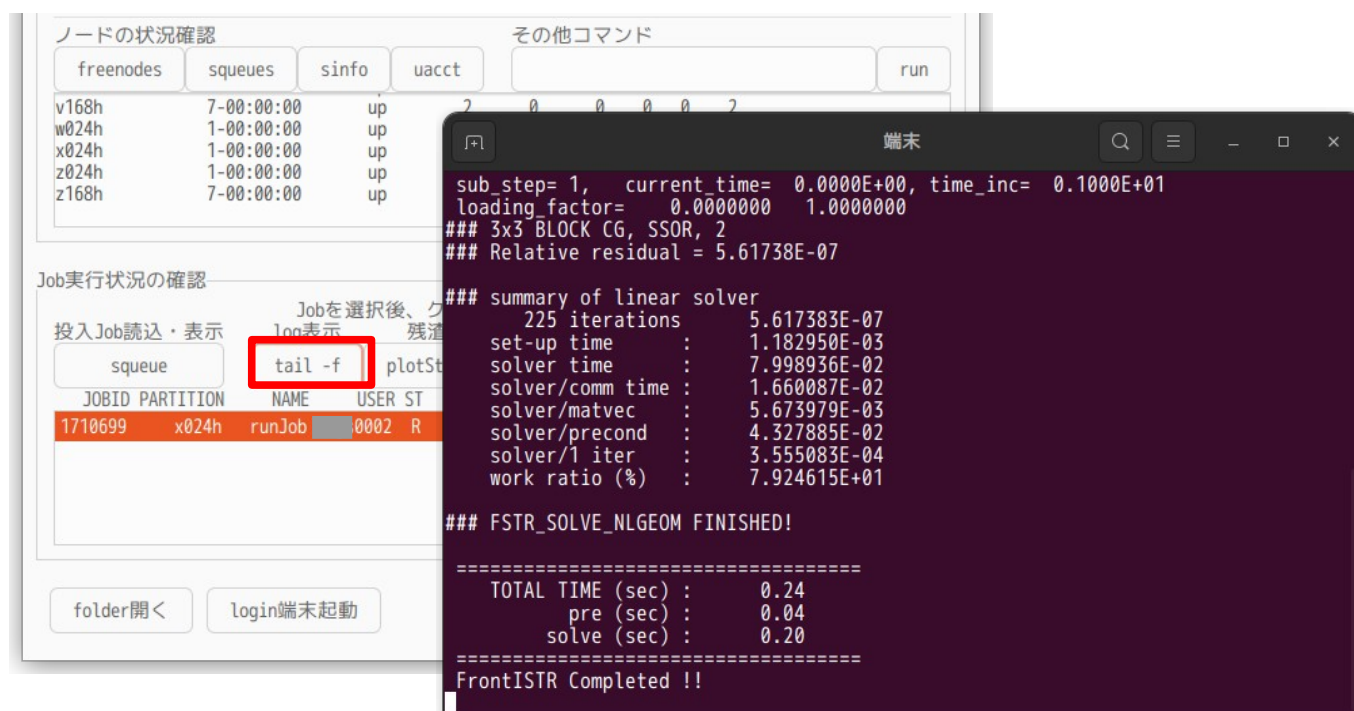 ノードの状況確認 その他コマンド
freenodes squeues sinfo uacct run
v168h 7-00:00:00 up 2 0 0 0 0 2
w024h 1-00:00:00 up
x024h 1-00:00:00 up
z024h 1-00:00:00 up
z168h 7-00:00:00 up
Job実行状況の確認
Jobを選択後、ク
投入Job読込・表示 log表示 残渣
squeue tail -f plotSt
JOBID PARTITION NAME USER ST
1710699 x024h runJob 0002 R
folder開く login端末起動
端末
sub_step= 1, current_time= 0.0000E+00, time_inc= 0.1000E+01
loading_factor= 0.0000000 1.0000000
### 3x3 BLOCK CG, SSOR, 2
### Relative residual = 5.61738E-07
### summary of linear solver
225 iterations 5.617383E-07
set-up time : 1.182950E-03
solver time : 7.998936E-02
solver/comm time : 1.660087E-02
solver/matvec : 5.673979E-03
solver/precond : 4.327885E-02
solver/1 iter : 3.555083E-04
work ratio (%) : 7.924615E+01
### FSTR_SOLVE_NLGEOM FINISHED!
====================================
TOTAL TIME (sec) : 0.24
pre (sec) : 0.04
solve (sec) : 0.20
====================================
FrontISTR Completed !!